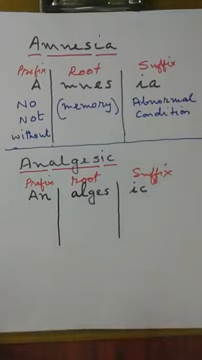 Amnesia
Prefix Root Suffix
A mnes ia
No (memory) Abnormal
Not Condition
without
Analgesic
Prefix root Suffix
An alges ic